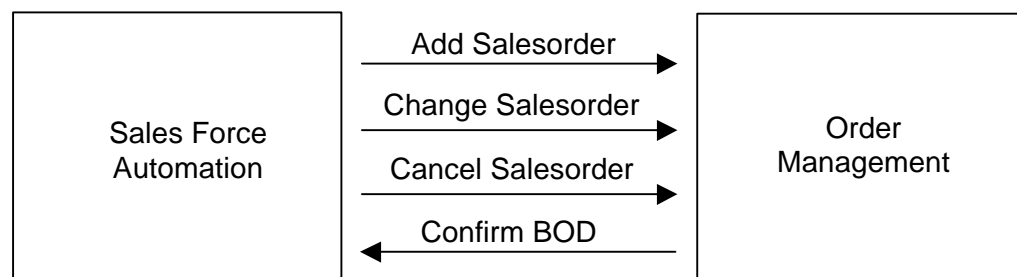 Sales Force
Automation
Add Salesorder
Change Salesorder
Cancel Salesorder
Confirm BOD
Order
Management